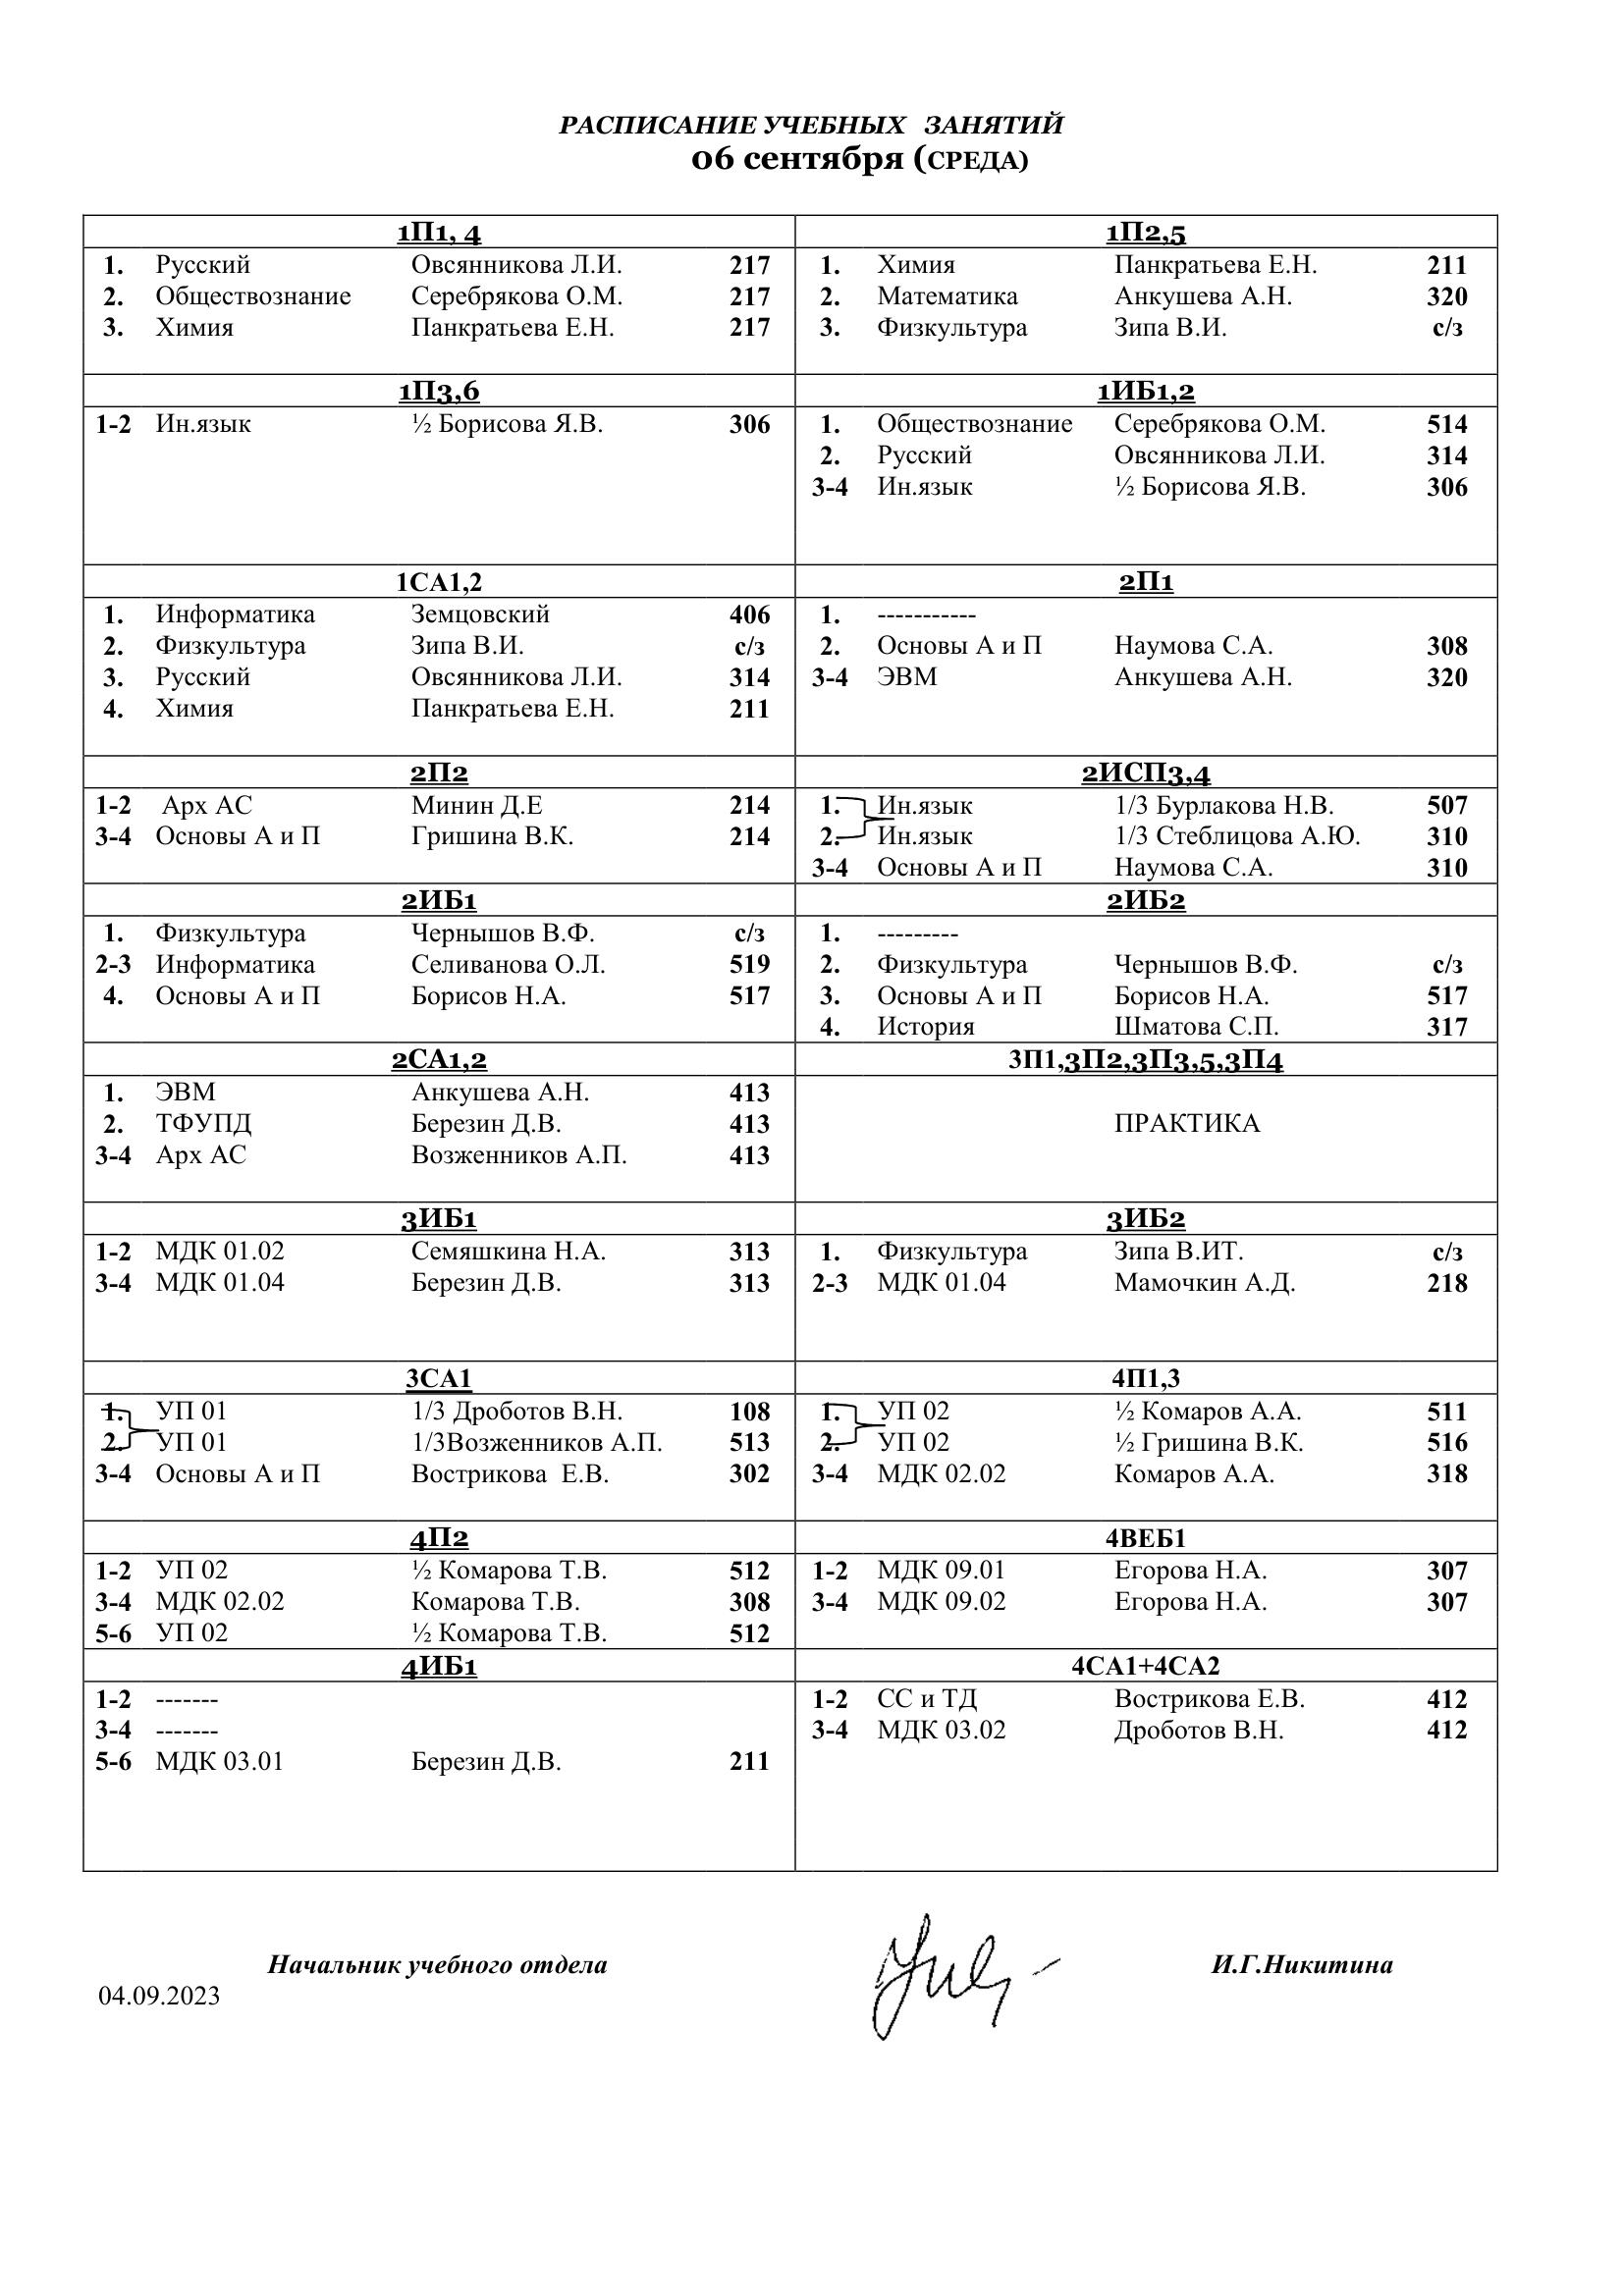 РАСПИСАНИЕ УЧЕБНЫХ ЗАНЯТИЙ
06 сентября (СРЕДА)
1П1, 4
1. Русский Овсянникова Л.И. 217
2. Обществознание Серебрякова О.М. 217
3. Химия Панкратьева Е.Н. 217
1П2,5
1. Химия Панкратьева Е.Н. 211
2. Математика Анкушева А.Н. 320
3. Физкультура Зипа В.И. с/з
1П3,6
1-2 Ин.язык ½ Борисова Я.В. 306
1ИБ1,2
1. Обществознание Серебрякова О.М. 514
2. Русский Овсянникова Л.И. 314
3-4 Ин.язык ½ Борисова Я.В. 306
1СА1,2
1. Информатика Земцовский 406
2. Физкультура Зипа В.И. с/з
3. Русский Овсянникова Л.И. 314
4. Химия Панкратьева Е.Н. 211
2П1
1. -----------
2. Основы А и П Наумова С.А. 308
3-4 ЭВМ Анкушева А.Н. 320
2П2
1-2 Арх АС Минин Д.Е 214
3-4 Основы А и П Гришина В.К. 214
2ИСП3,4
1. Ин.язык 1/3 Бурлакова Н.В. 507
2. Ин.язык 1/3 Стеблицова А.Ю. 310
3-4 Основы А и П Наумова С.А. 310
2ИБ1
1. Физкультура Чернышов В.Ф. с/з
2-3 Информатика Селиванова О.Л. 519
4. Основы А и П Борисов Н.А. 517
2ИБ2
1. ---------
2. Физкультура Чернышов В.Ф. с/з
3. Основы А и П Борисов Н.А. 517
4. История Шматова С.П. 317
2СА1,2
1. ЭВМ Анкушева А.Н. 413
2. ТФУПД Березин Д.В. 413
3-4 Арх АС Возженников А.П. 413
3П1,3П2,3П3,5,3П4
ПРАКТИКА
3ИБ1
1-2 МДК 01.02 Семяшкина Н.А. 313
3-4 МДК 01.04 Березин Д.В. 313
3ИБ2
1. Физкультура Зипа В.ИТ. с/з
2-3 МДК 01.04 Мамочкин А.Д. 218
3СА1
1. УП 01 1/3 Дроботов В.Н. 108
2. УП 01 1/3Возженников А.П. 513
3-4 Основы А и П Вострикова Е.В. 302
4П1,3
1. УП 02 ½ Комаров А.А. 511
2. УП 02 ½ Гришина В.К. 516
3-4 МДК 02.02 Комаров А.А. 318
4П2
1-2 УП 02 ½ Комарова Т.В. 512
3-4 МДК 02.02 Комарова Т.В. 308
5-6 УП 02 ½ Комарова Т.В. 512
4ВЕБ1
1-2 МДК 09.01 Егорова Н.А. 307
3-4 МДК 09.02 Егорова Н.А. 307
4ИБ1
1-2 -------
3-4 -------
5-6 МДК 03.01 Березин Д.В. 211
4СА1+4СА2
1-2 СС и ТД Вострикова Е.В. 412
3-4 МДК 03.02 Дроботов В.Н. 412
Начальник учебного отдела И.Г.Никитина
04.09.2023